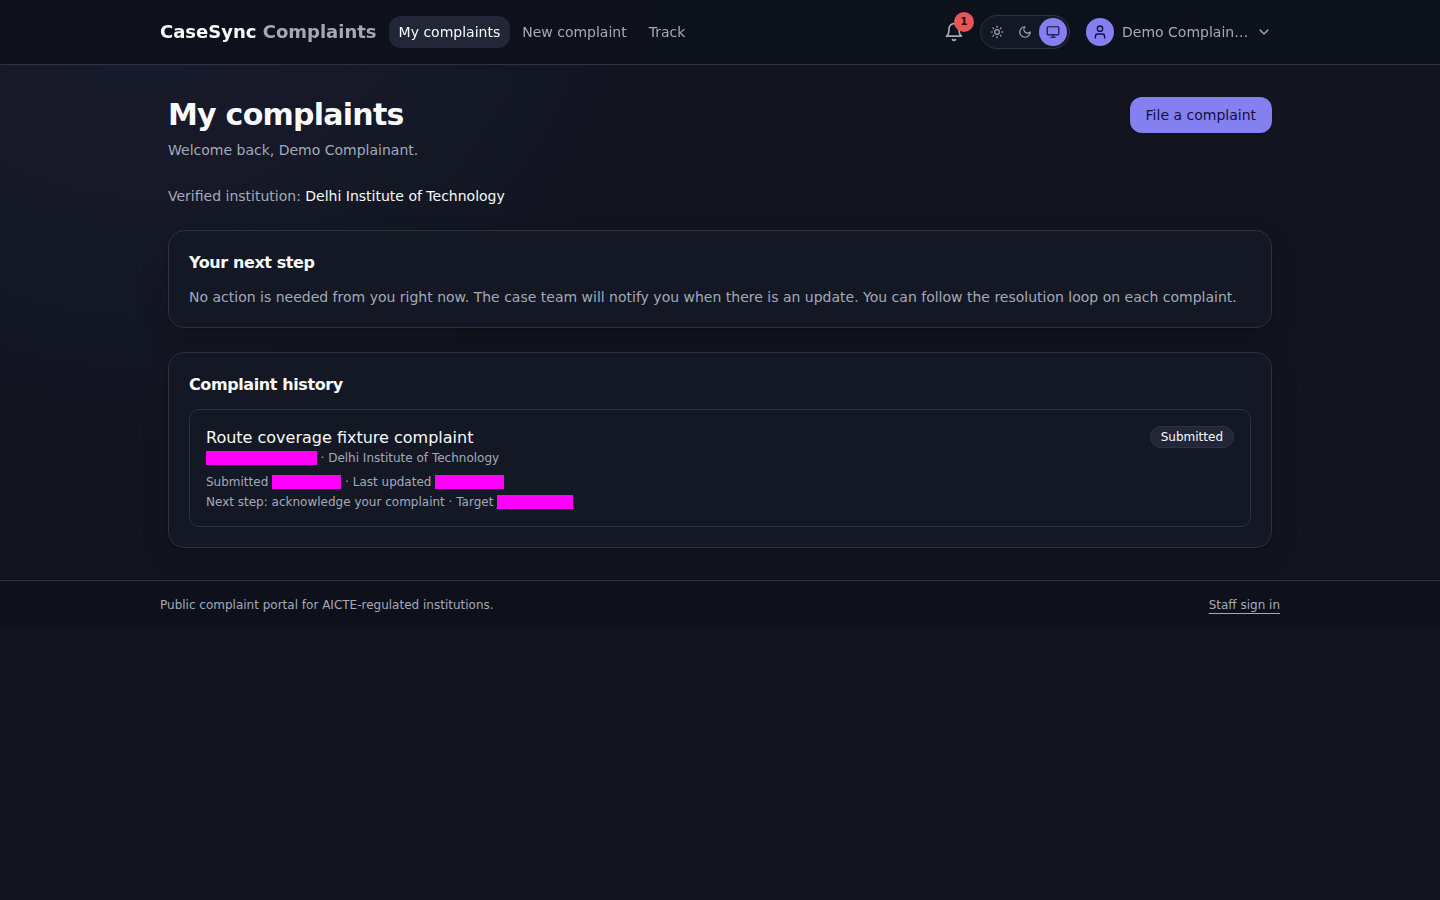 CaseSync Complaints My complaints New complaint Track 1 Demo Complain...
My complaints File a complaint
Welcome back, Demo Complainant.
Verified institution: Delhi Institute of Technology
Your next step
No action is needed from you right now. The case team will notify you when there is an update. You can follow the resolution loop on each complaint.
Complaint history
Route coverage fixture complaint Submitted
· Delhi Institute of Technology
Submitted · Last updated
Next step: acknowledge your complaint · Target
Public complaint portal for AICTE-regulated institutions. Staff sign in